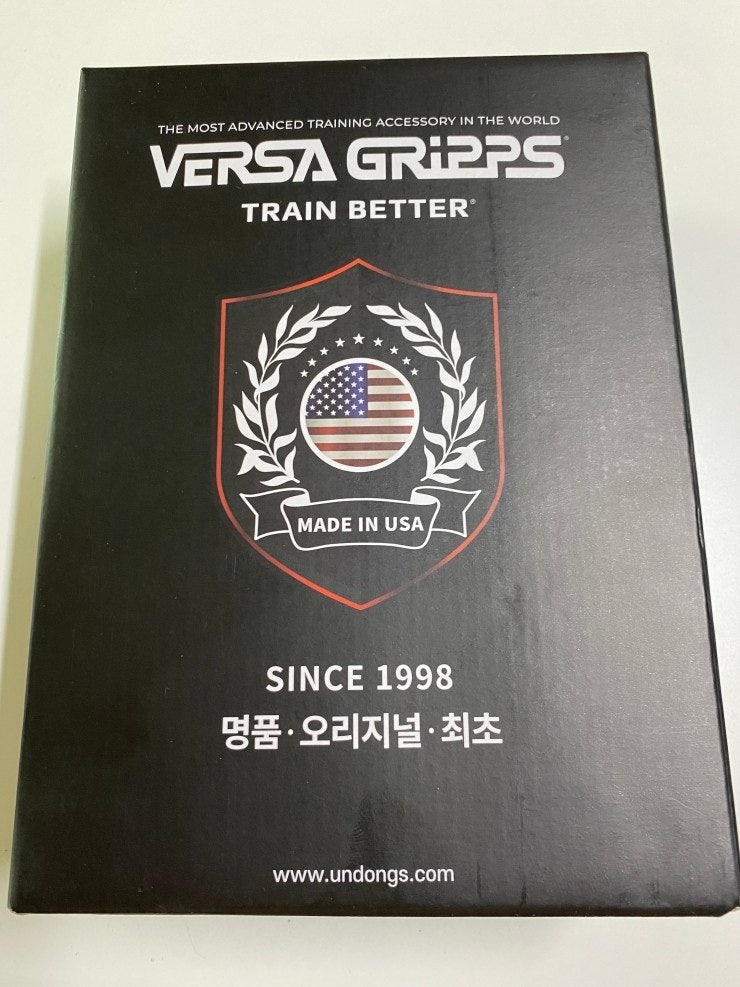 THE MOST ADVANCED TRAINING ACCESSORY IN THE WORLD
VERSA GRiPPS®
TRAIN BETTER®
MADE IN USA
SINCE 1998
명품·오리지널·최초
www.undongs.com